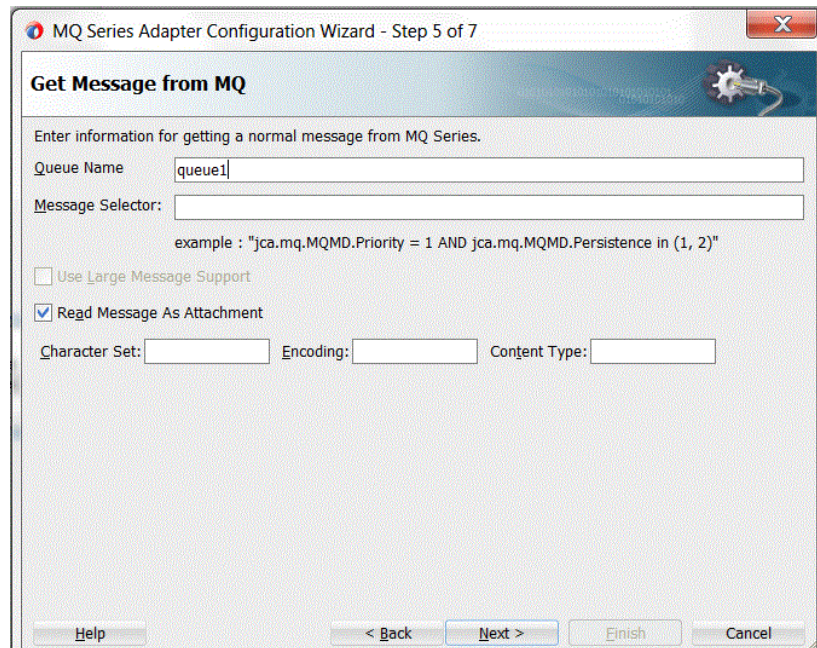 MQ Series Adapter Configuration Wizard - Step 5 of 7
Get Message from MQ
Enter information for getting a normal message from MQ Series.
Queue Name queue1
Message Selector:
example : "jca.mq.MQMD.Priority = 1 AND jca.mq.MQMD.Persistence in (1, 2)"
Use Large Message Support
Read Message As Attachment
Character Set: Encoding: Content Type:
Help < Back Next > Finish Cancel